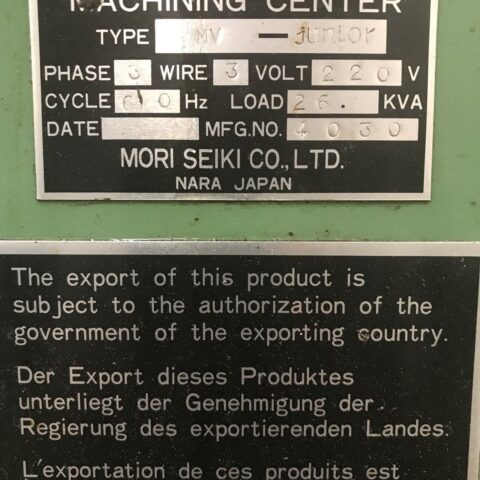 MACHINING CENTER
TYPE MV — junior
PHASE 3 WIRE 3 VOLT 220 V
CYCLE 60 Hz LOAD 26. KVA
DATE MFG.NO. 4030
MORI SEIKI CO., LTD.
NARA JAPAN
The export of this product is
subject to the authorization of the
government of the exporting country.
Der Export dieses Produktes
unterliegt der Genehmigung der
Regierung des exportierenden Landes.
L'exportation de ces produits est